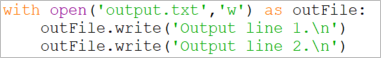 with open('output.txt','w') as outFile:
    outFile.write('Output line 1.\n')
    outFile.write('Output line 2.\n')